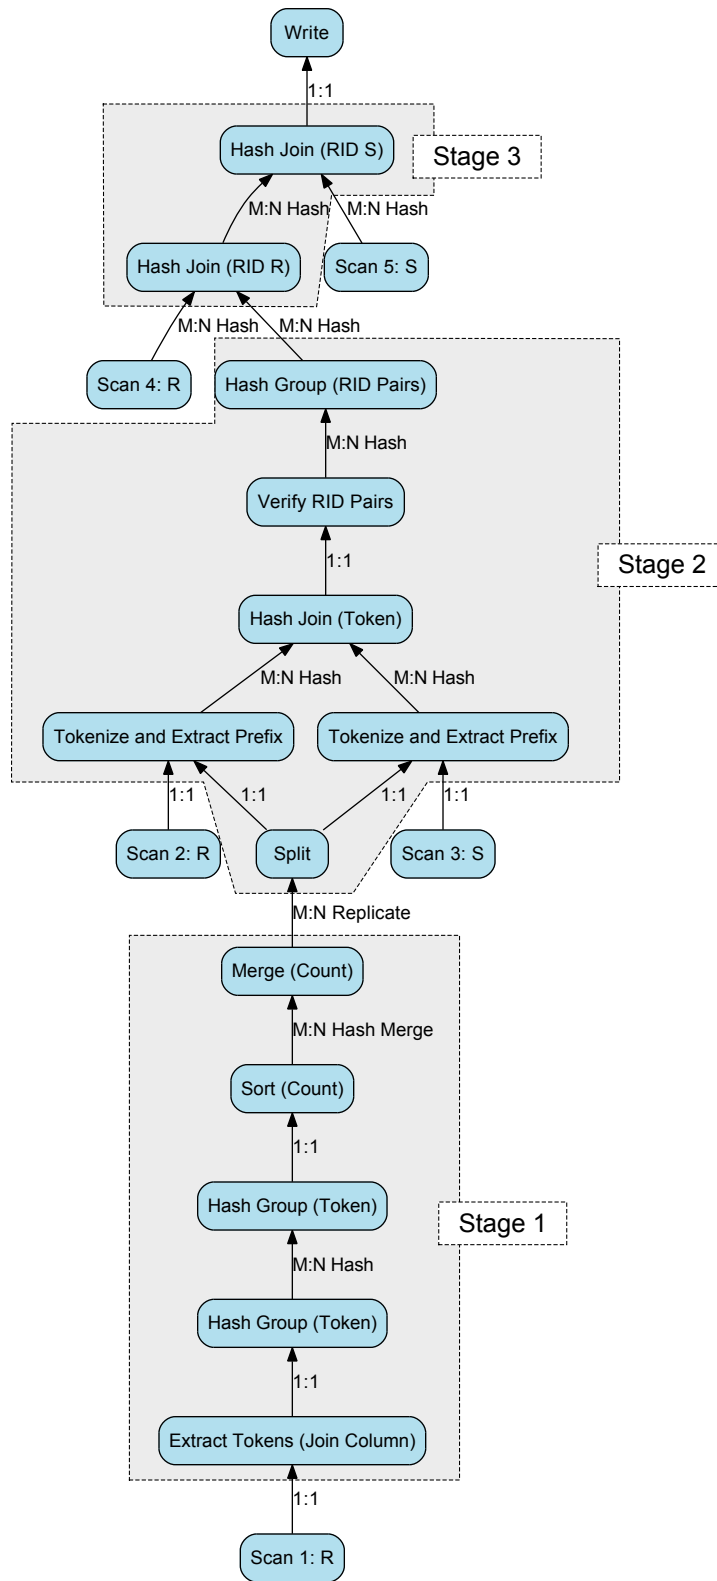 Write
1:1
Hash Join (RID S)
Stage 3
M:N Hash
M:N Hash
Hash Join (RID R)
Scan 5: S
M:N Hash
M:N Hash
Scan 4: R
Hash Group (RID Pairs)
M:N Hash
Verify RID Pairs
Stage 2
1:1
Hash Join (Token)
M:N Hash
M:N Hash
Tokenize and Extract Prefix
Tokenize and Extract Prefix
1:1
1:1
1:1
1:1
Scan 2: R
Split
Scan 3: S
M:N Replicate
Merge (Count)
M:N Hash Merge
Sort (Count)
1:1
Hash Group (Token)
Stage 1
M:N Hash
Hash Group (Token)
1:1
Extract Tokens (Join Column)
1:1
Scan 1: R